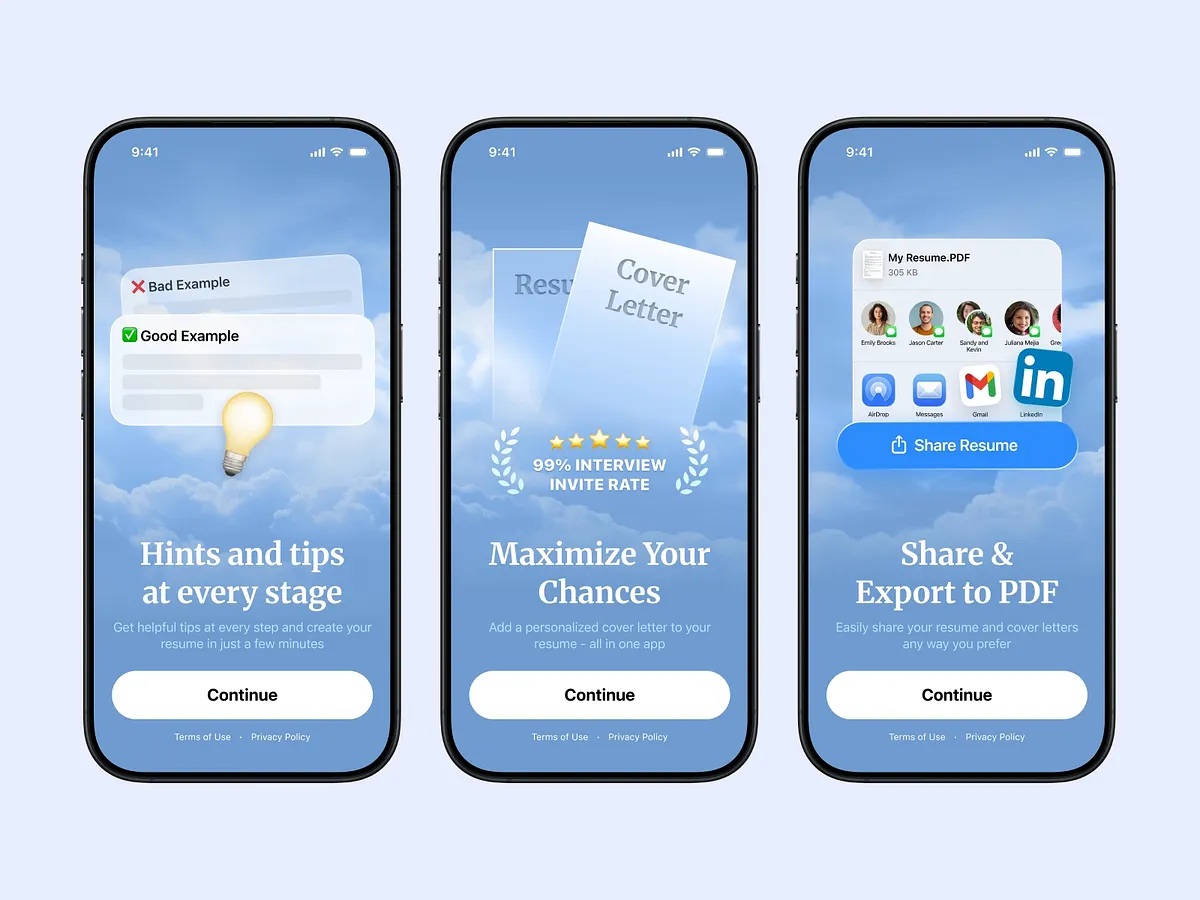 9:41
❌ Bad Example
✅ Good Example
Hints and tips
at every stage
Get helpful tips at every step and create your
resume in just a few minutes
Continue
Terms of Use · Privacy Policy
9:41
Resu
Cover
Letter
99% INTERVIEW
INVITE RATE
Maximize Your
Chances
Add a personalized cover letter to your
resume - all in one app
Continue
Terms of Use · Privacy Policy
9:41
My Resume.PDF
305 KB
Emily Brooks Jason Carter Sandy and Juliana Mejia Gre
Kevin
in
AirDrop Messages Gmail LinkedIn
Share Resume
Share &
Export to PDF
Easily share your resume and cover letters
any way you prefer
Continue
Terms of Use · Privacy Policy